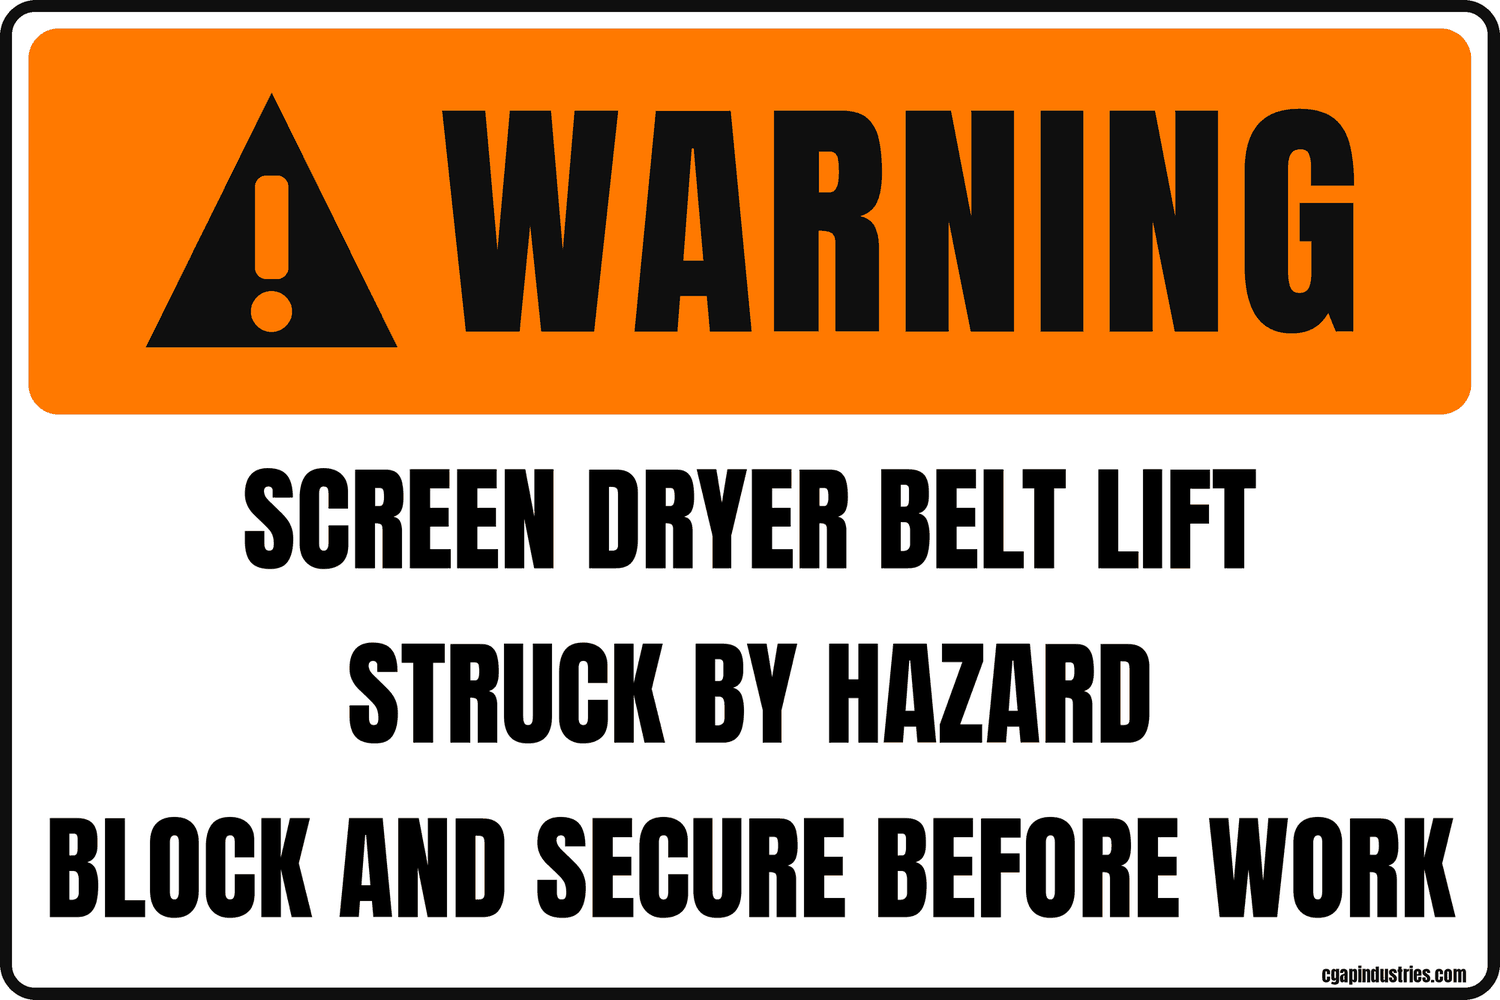 WARNING
SCREEN DRYER BELT LIFT
STRUCK BY HAZARD
BLOCK AND SECURE BEFORE WORK
cgapindustries.com